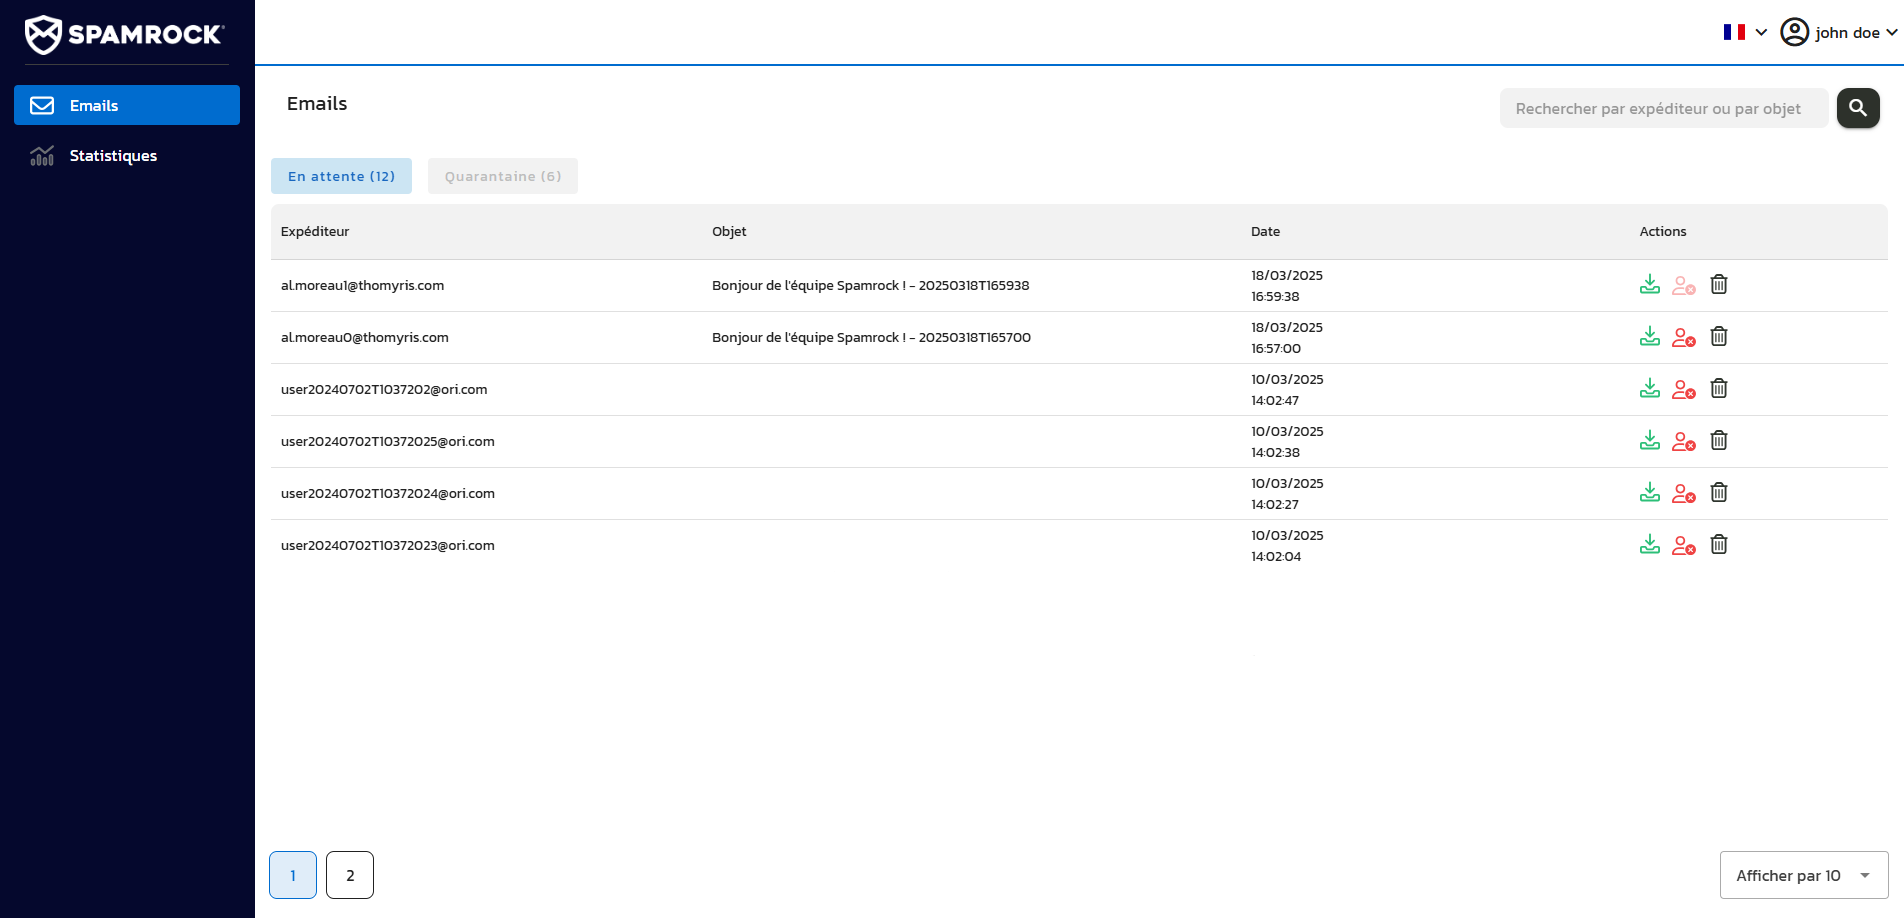 SPAMROCK
john doe
Emails
Statistiques
Emails
Rechercher par expéditeur ou par objet
En attente (12)
Quarantaine (6)
Expéditeur Objet Date Actions
al.moreau1@thomyris.com Bonjour de l'équipe Spamrock ! - 20250318T165938 18/03/2025
16:59:38
al.moreau0@thomyris.com Bonjour de l'équipe Spamrock ! - 20250318T165700 18/03/2025
16:57:00
user20240702T1037202@ori.com 10/03/2025
14:02:47
user20240702T10372025@ori.com 10/03/2025
14:02:38
user20240702T10372024@ori.com 10/03/2025
14:02:27
user20240702T10372023@ori.com 10/03/2025
14:02:04
1 2
Afficher par 10